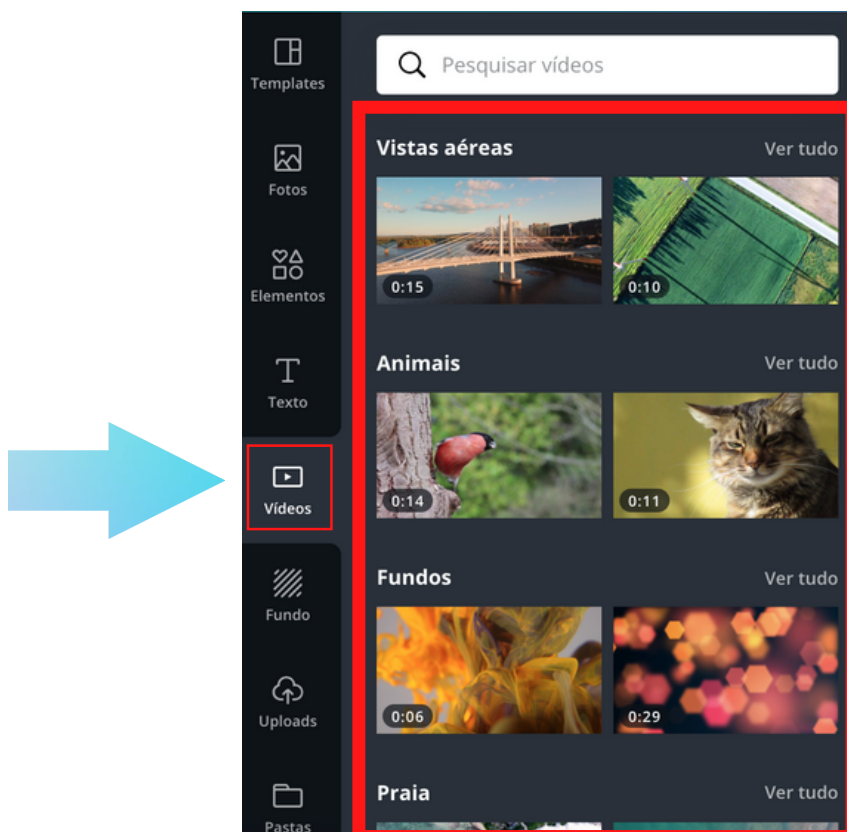 Templates
Fotos
Elementos
Texto
Vídeos
Fundo
Uploads
Pastas
Pesquisar vídeos
Vistas aéreas Ver tudo
0:15 0:10
Animais Ver tudo
0:14 0:11
Fundos Ver tudo
0:06 0:29
Praia Ver tudo